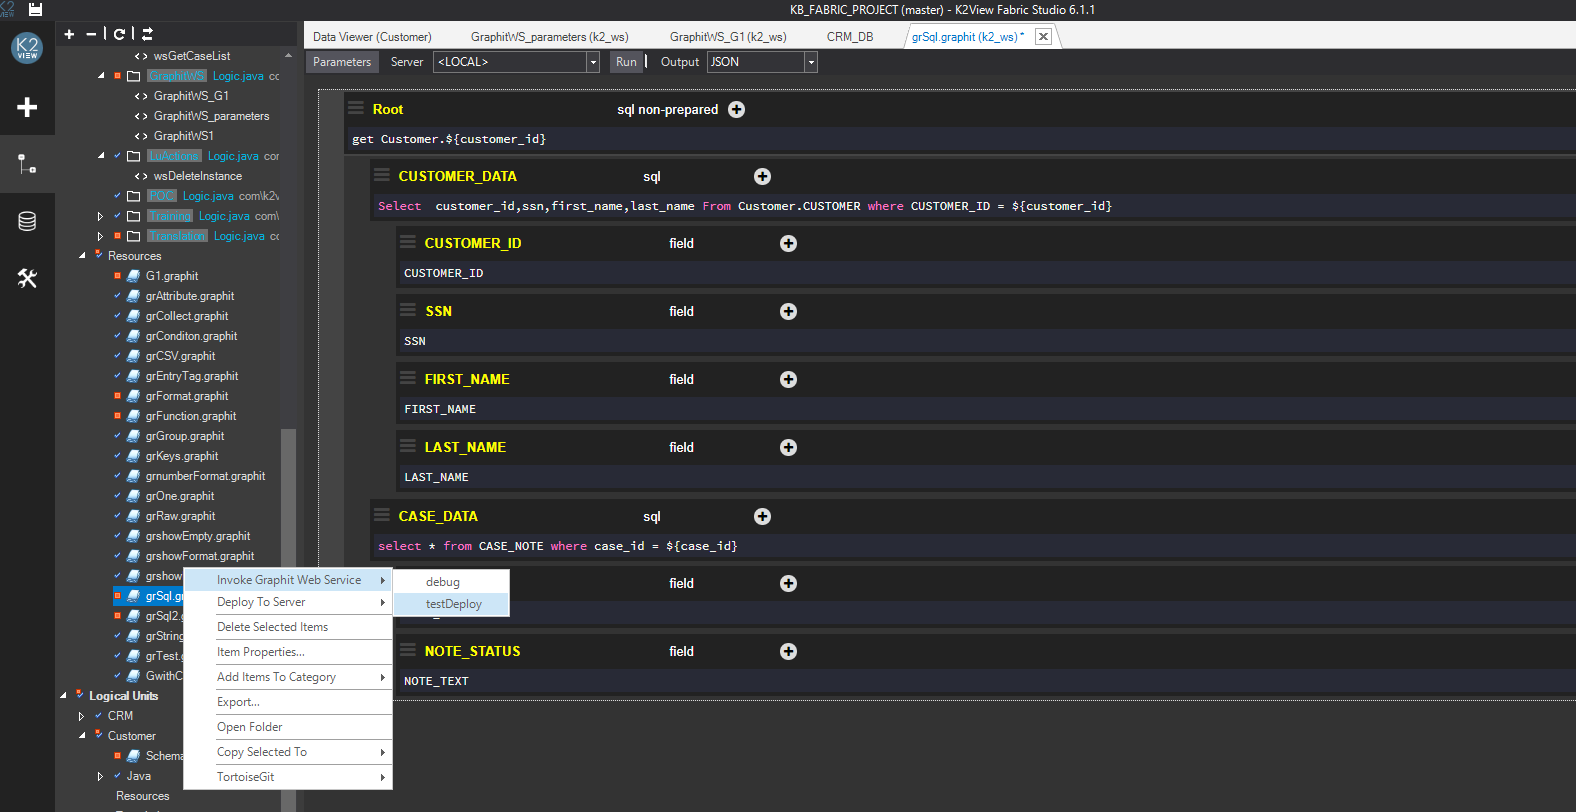 KB_FABRIC_PROJECT (master) - K2View Fabric Studio 6.1.1
K2
VIEW
Data Viewer (Customer)
GraphitWS_parameters (k2_ws)
GraphitWS_G1 (k2_ws)
CRM_DB
grSql.graphit (k2_ws) *
Parameters
Server
<LOCAL>
Run
Output
JSON
wsGetCaseList
GraphitWS Logic.java
GraphitWS_G1
GraphitWS_parameters
GraphitWS1
LuActions Logic.java
wsDeleteInstance
POC Logic.java com\k2v
Training Logic.java com\
Translation Logic.java
Resources
G1.graphit
grAttribute.graphit
grCollect.graphit
grConditon.graphit
grCSV.graphit
grEntryTag.graphit
grFormat.graphit
grFunction.graphit
grGroup.graphit
grKeys.graphit
grnumberFormat.graphit
grOne.graphit
grRaw.graphit
grshowEmpty.graphit
grshowFormat.graphit
grshow
grSql.gr
grSql2.g
grString
grTest.g
GwithC
Logical Units
CRM
Customer
Schema
Java
Resources
Invoke Graphit Web Service
Deploy To Server
Delete Selected Items
Item Properties...
Add Items To Category
Export...
Open Folder
Copy Selected To
TortoiseGit
debug
testDeploy
Root sql non-prepared
get Customer.${customer_id}
CUSTOMER_DATA sql
Select  customer_id,ssn,first_name,last_name From Customer.CUSTOMER where CUSTOMER_ID = ${customer_id}
CUSTOMER_ID field
CUSTOMER_ID
SSN field
SSN
FIRST_NAME field
FIRST_NAME
LAST_NAME field
LAST_NAME
CASE_DATA sql
select * from CASE_NOTE where case_id = ${case_id}
field
NOTE_STATUS field
NOTE_TEXT